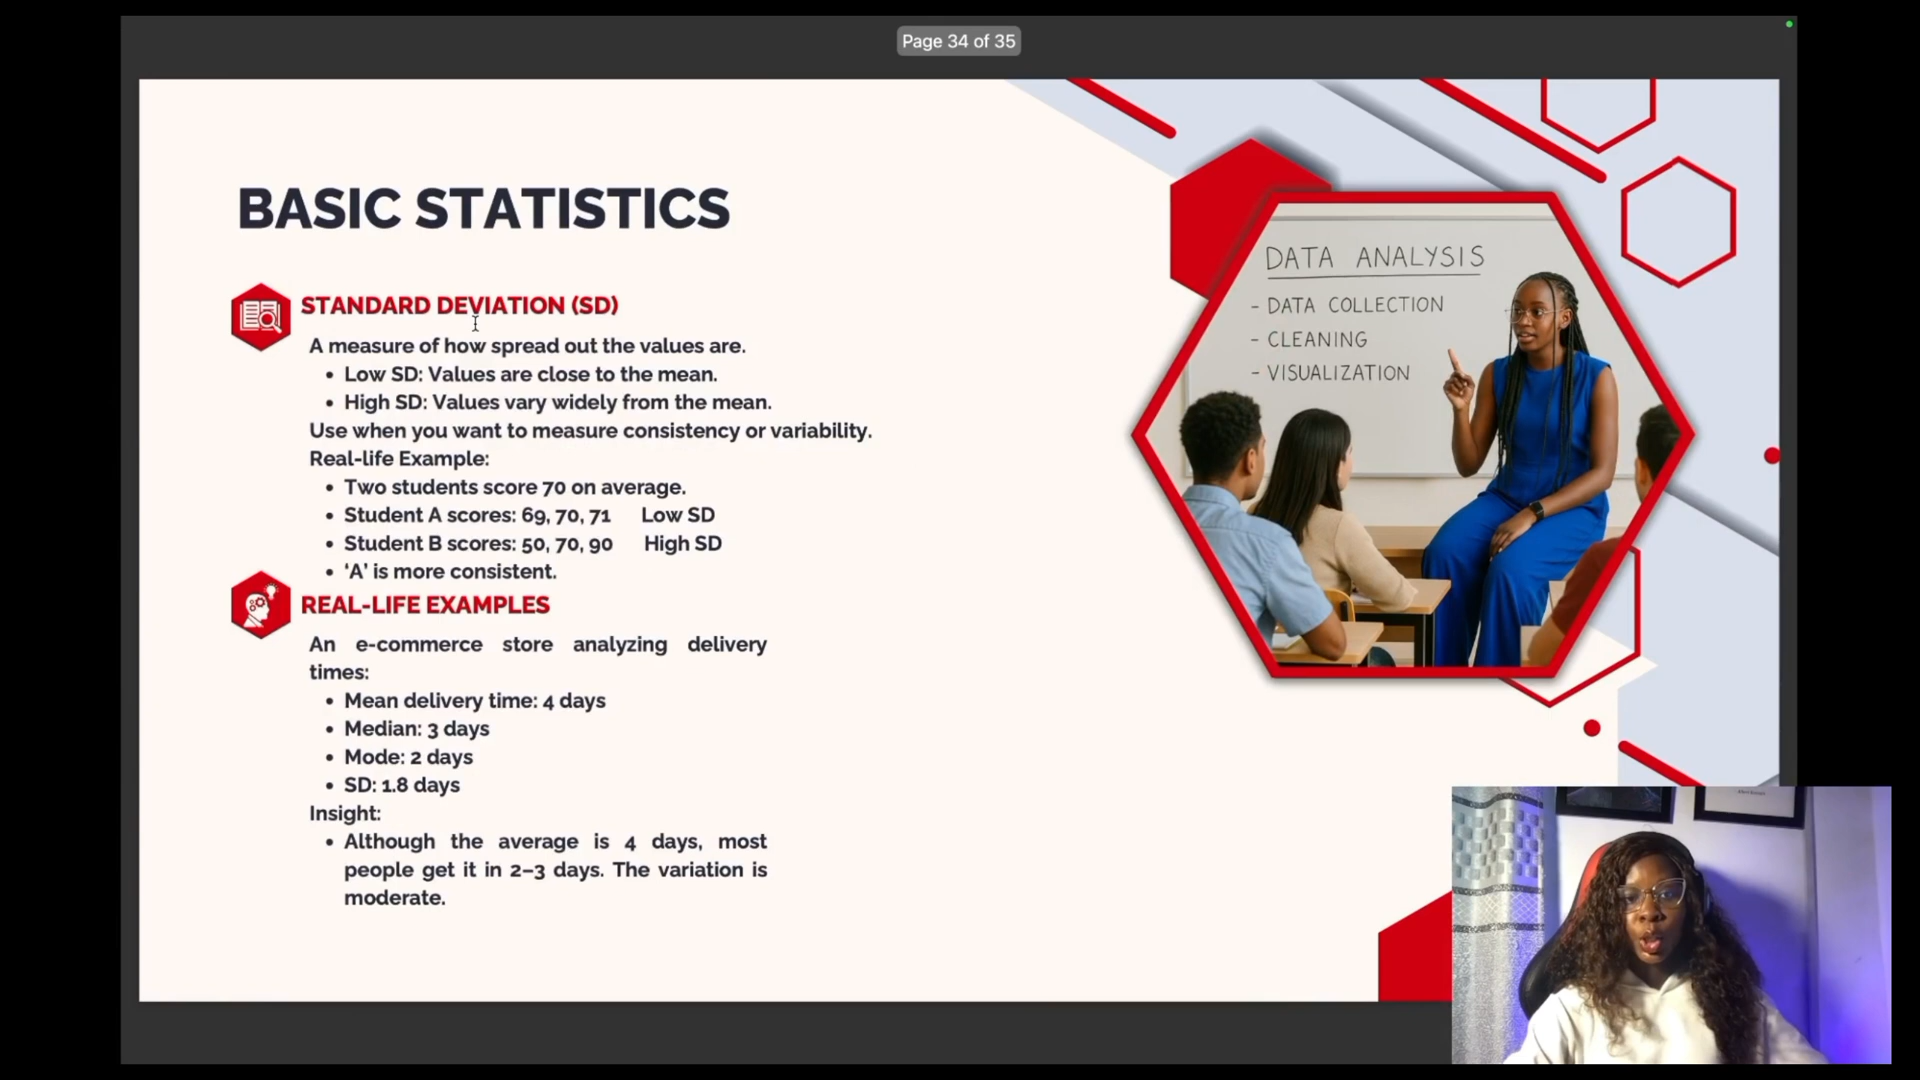 Page 34 of 35
BASIC STATISTICS
STANDARD DEVIATION (SD)
A measure of how spread out the values are.
• Low SD: Values are close to the mean.
• High SD: Values vary widely from the mean.
Use when you want to measure consistency or variability.
Real-life Example:
• Two students score 70 on average.
• Student A scores: 69, 70, 71 Low SD
• Student B scores: 50, 70, 90 High SD
• ‘A’ is more consistent.
REAL-LIFE EXAMPLES
An e-commerce store analyzing delivery
times:
• Mean delivery time: 4 days
• Median: 3 days
• Mode: 2 days
• SD: 1.8 days
Insight:
• Although the average is 4 days, most
people get it in 2–3 days. The variation is
moderate.
DATA ANALYSIS
- DATA COLLECTION
- CLEANING
- VISUALIZATION